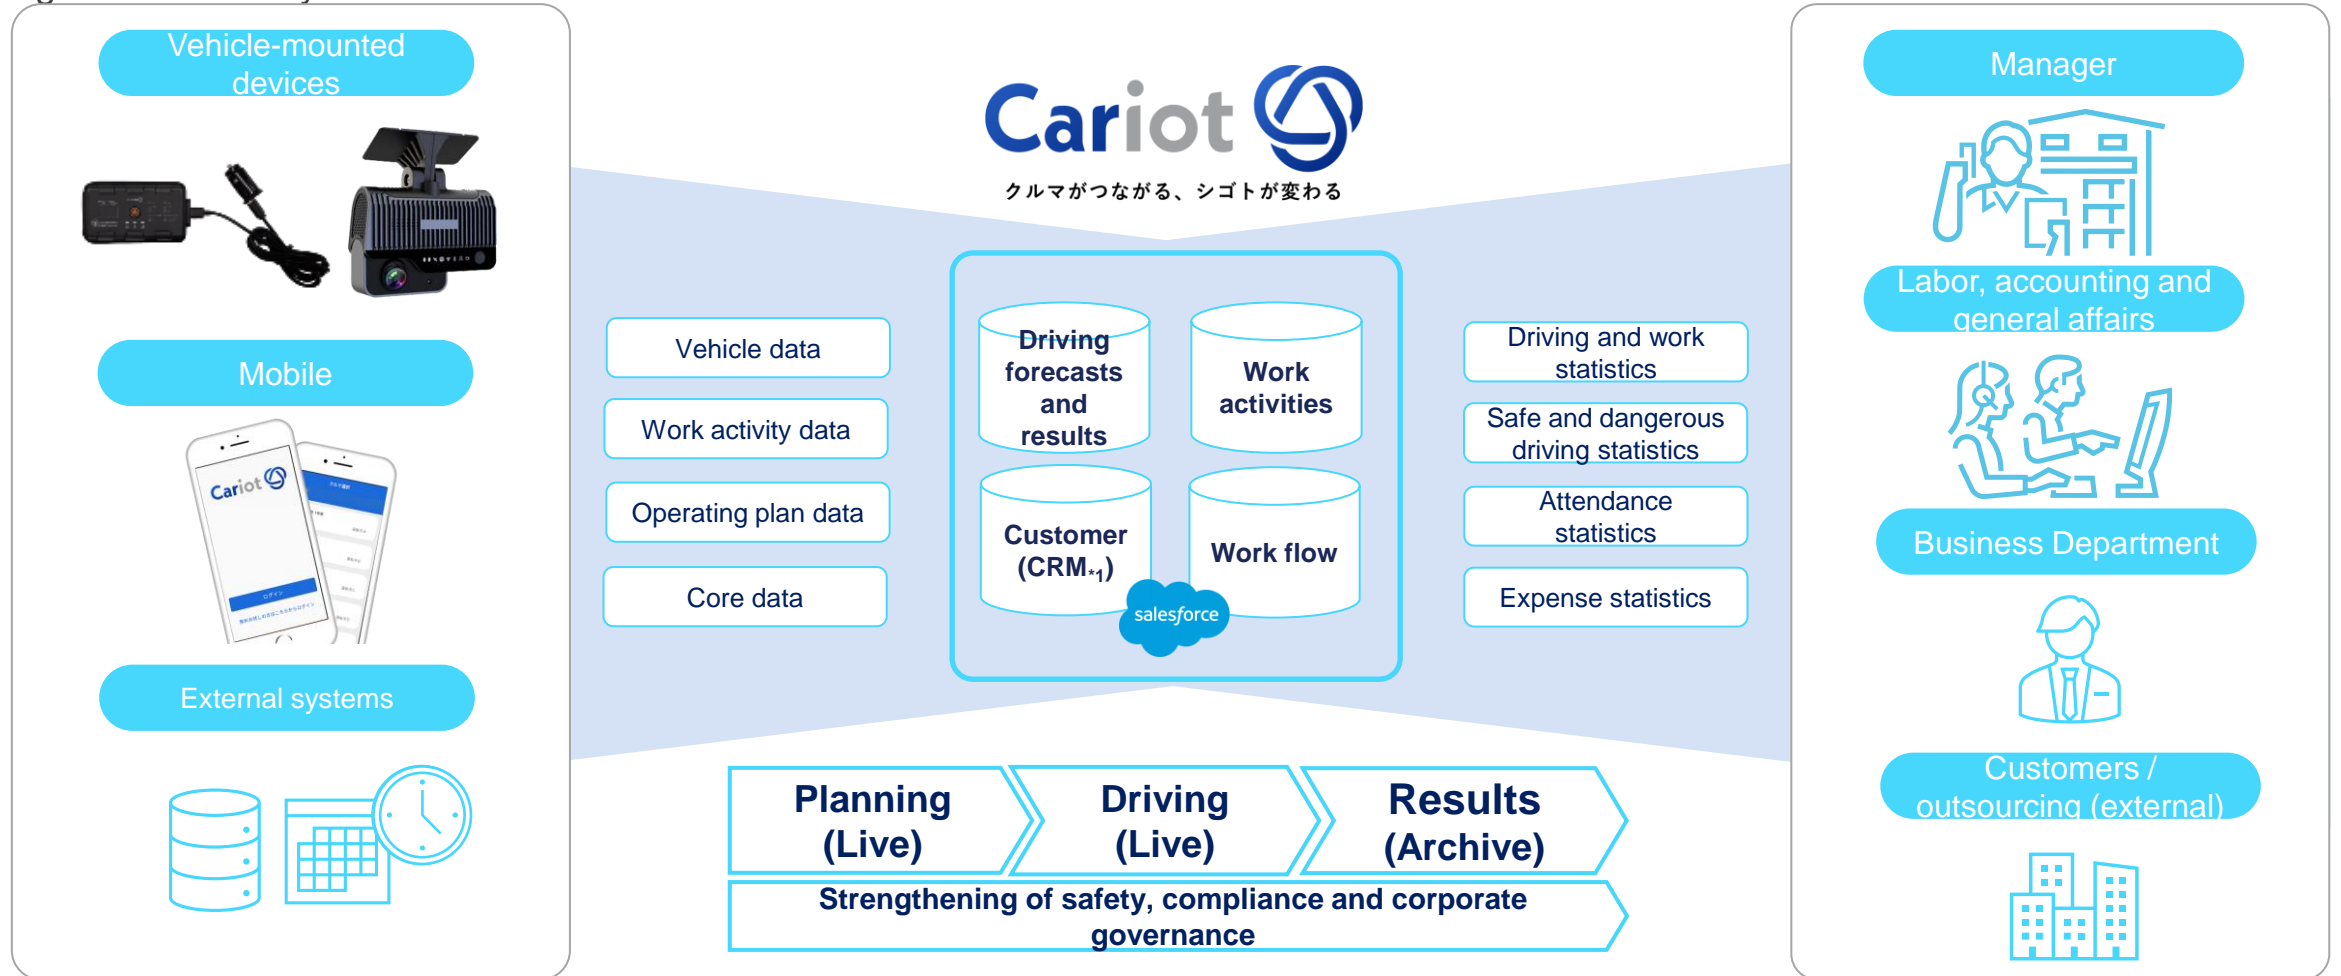 Vehicle-mounted
devices
Mobile
Cariot
ログイン
External systems
Cariot
クルマがつながる、シゴトが変わる
Vehicle data
Work activity data
Operating plan data
Core data
Driving
forecasts
and
results
Work
activities
Customer
(CRM*1)
Work flow
salesforce
Driving and work
statistics
Safe and dangerous
driving statistics
Attendance
statistics
Expense statistics
Planning
(Live)
Driving
(Live)
Results
(Archive)
Strengthening of safety, compliance and corporate
governance
Manager
Labor, accounting and
general affairs
Business Department
Customers /
outsourcing (external)